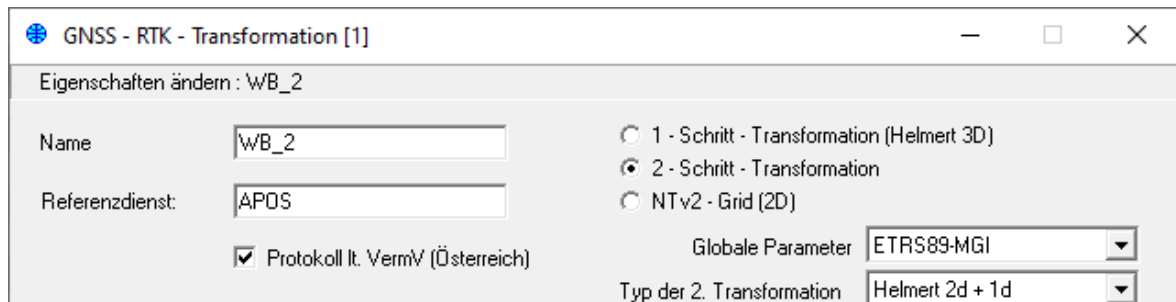 GNSS - RTK - Transformation [1]
Eigenschaften ändern : WB_2
Name WB_2
1 - Schritt - Transformation (Helmert 3D)
2 - Schritt - Transformation
Referenzdienst: APOS
NTv2 - Grid (2D)
Protokoll lt. VermV (Österreich)
Globale Parameter ETRS89-MGI
Typ der 2. Transformation Helmert 2d + 1d